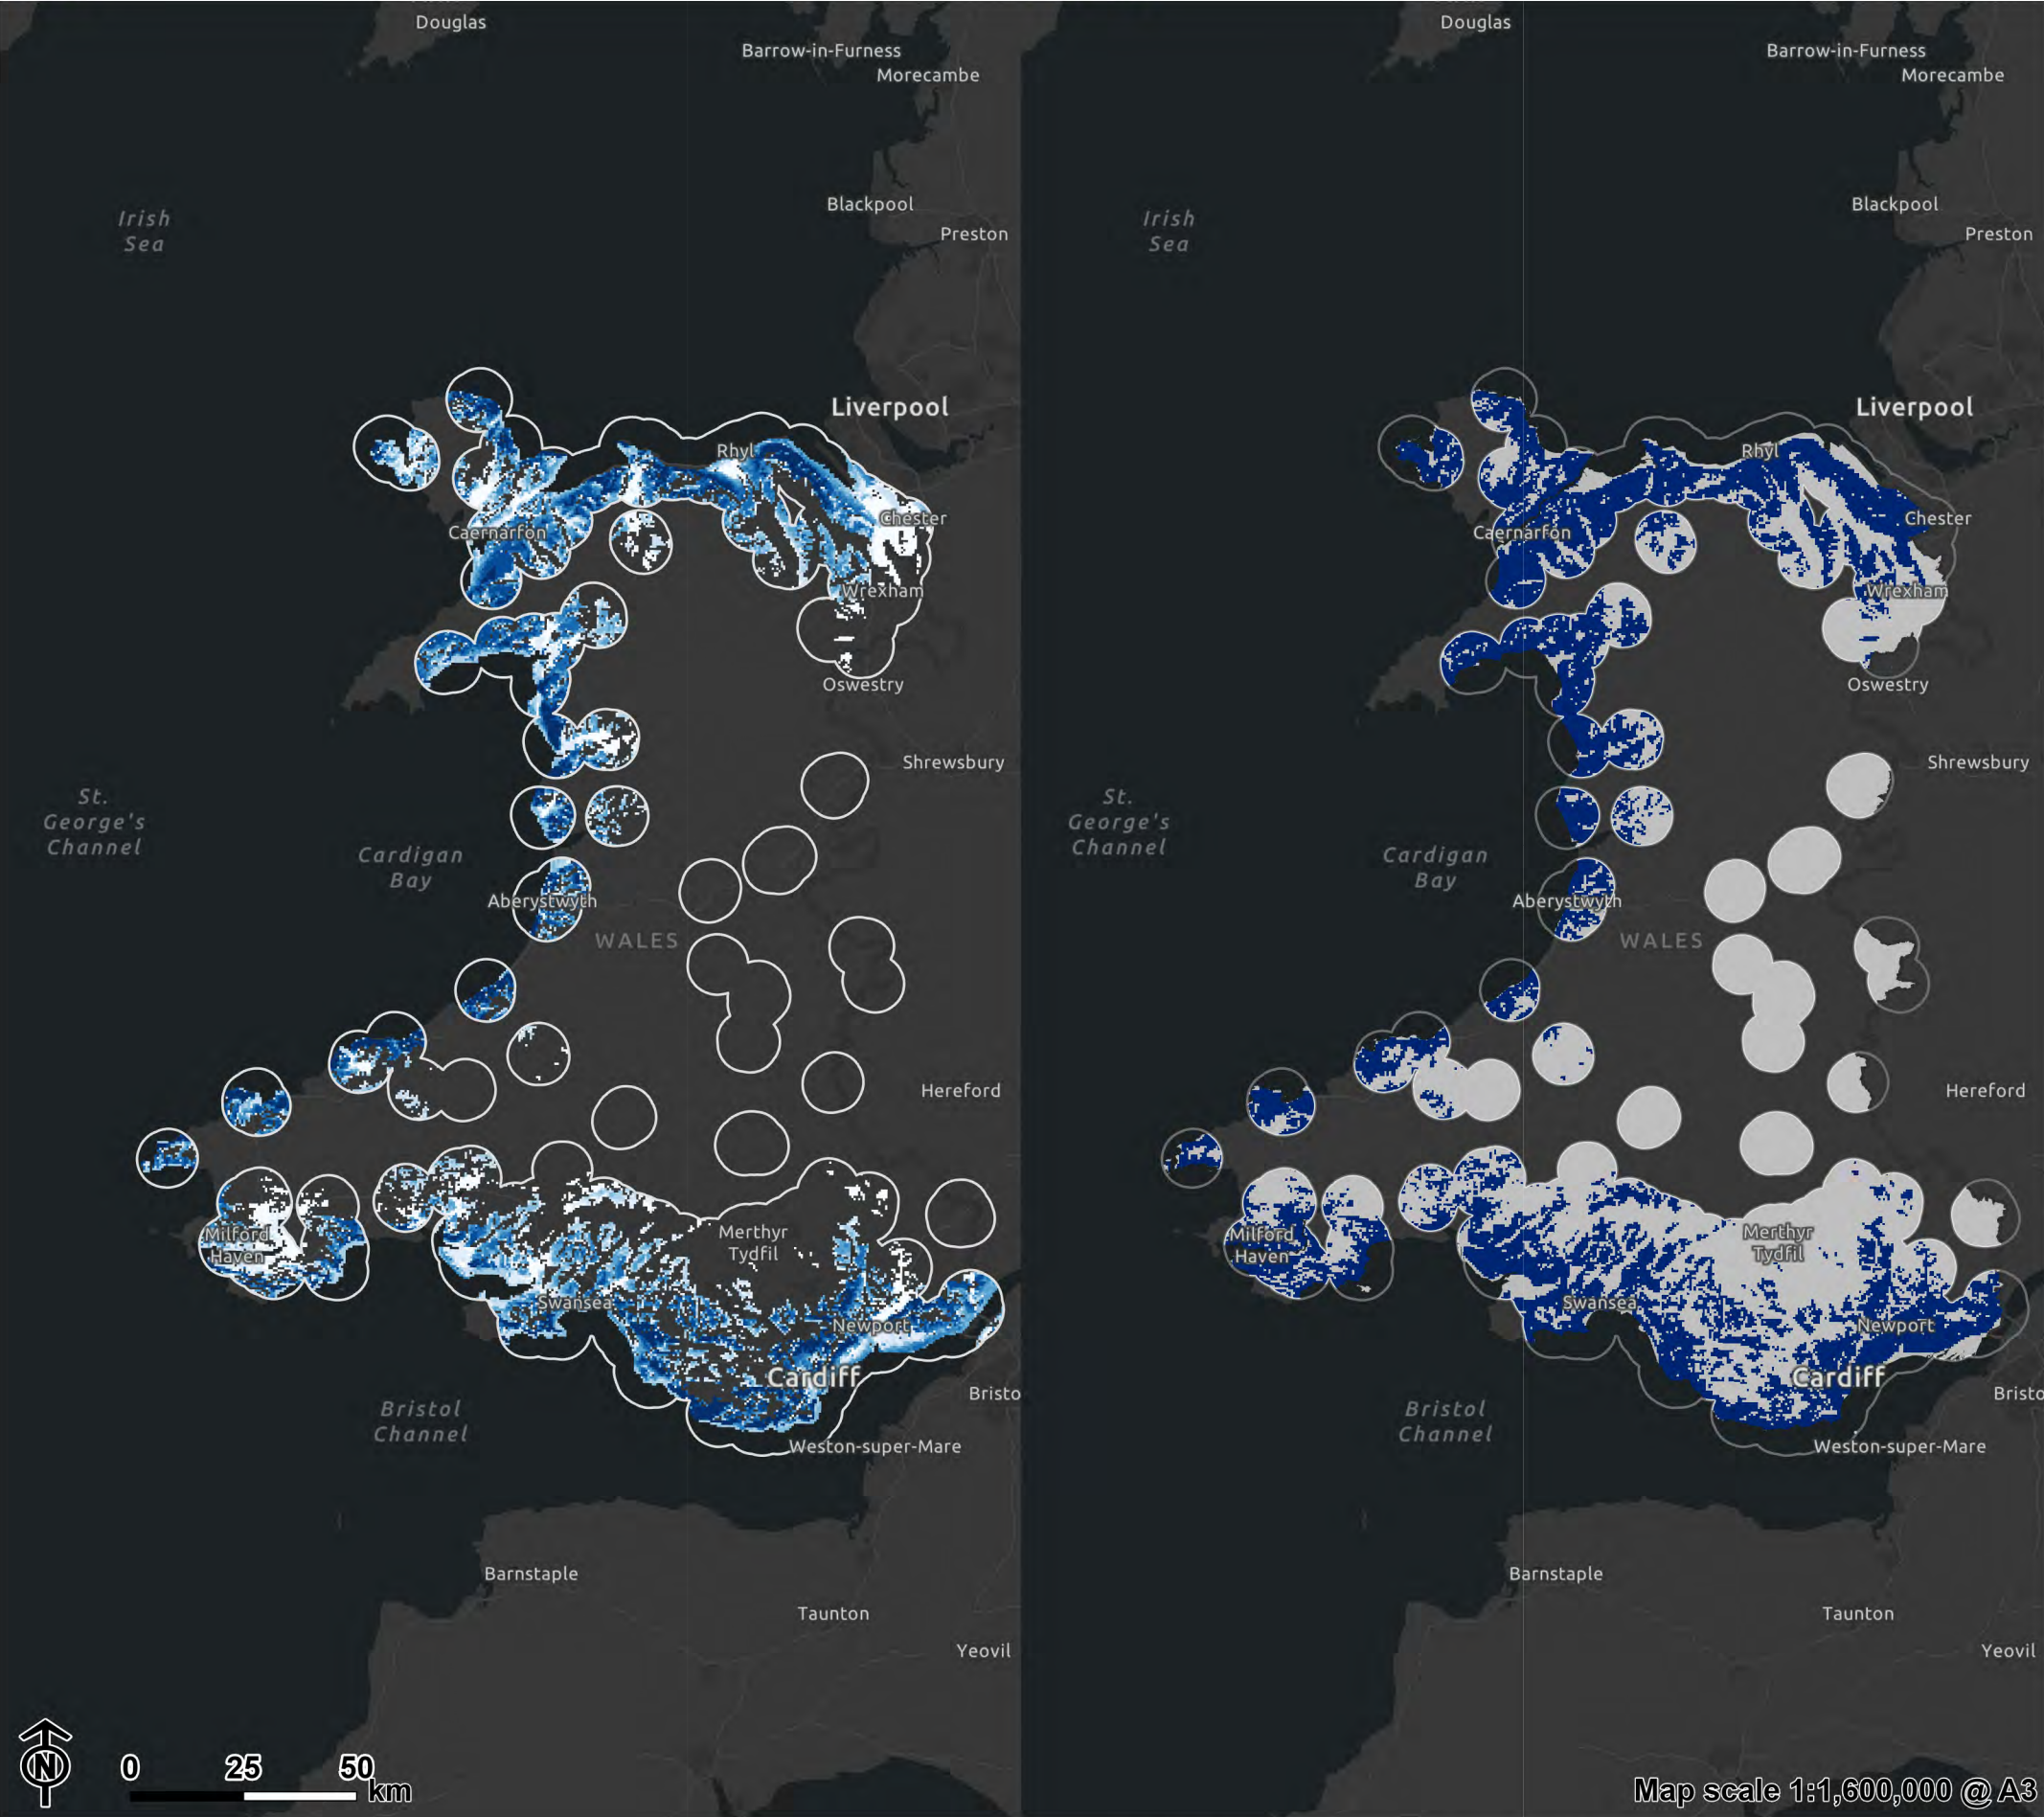 Douglas
Barrow-in-Furness
Morecambe
Irish
Sea
Blackpool
Preston
Liverpool
Rhyl
Chester
Caernarfon
Wrexham
Oswestry
Shrewsbury
St.
George's
Channel
Cardigan
Bay
Aberystwyth
WALES
Hereford
Milford
Haven
Merthyr
Tydfil
Swansea
Newport
Cardiff
Bristo
Bristol
Channel
Weston-super-Mare
Barnstaple
Taunton
Yeovil
0 25 50
km
Douglas
Barrow-in-Furness
Morecambe
Irish
Sea
Blackpool
Preston
Liverpool
Rhyl
Chester
Caernarfon
Wrexham
Oswestry
Shrewsbury
St.
George's
Channel
Cardigan
Bay
Aberystwyth
WALES
Hereford
Milford
Haven
Merthyr
Tydfil
Swansea
Newport
Cardiff
Bristo
Bristol
Channel
Weston-super-Mare
Barnstaple
Taunton
Yeovil
N
Map scale 1:1,600,000 @ A3